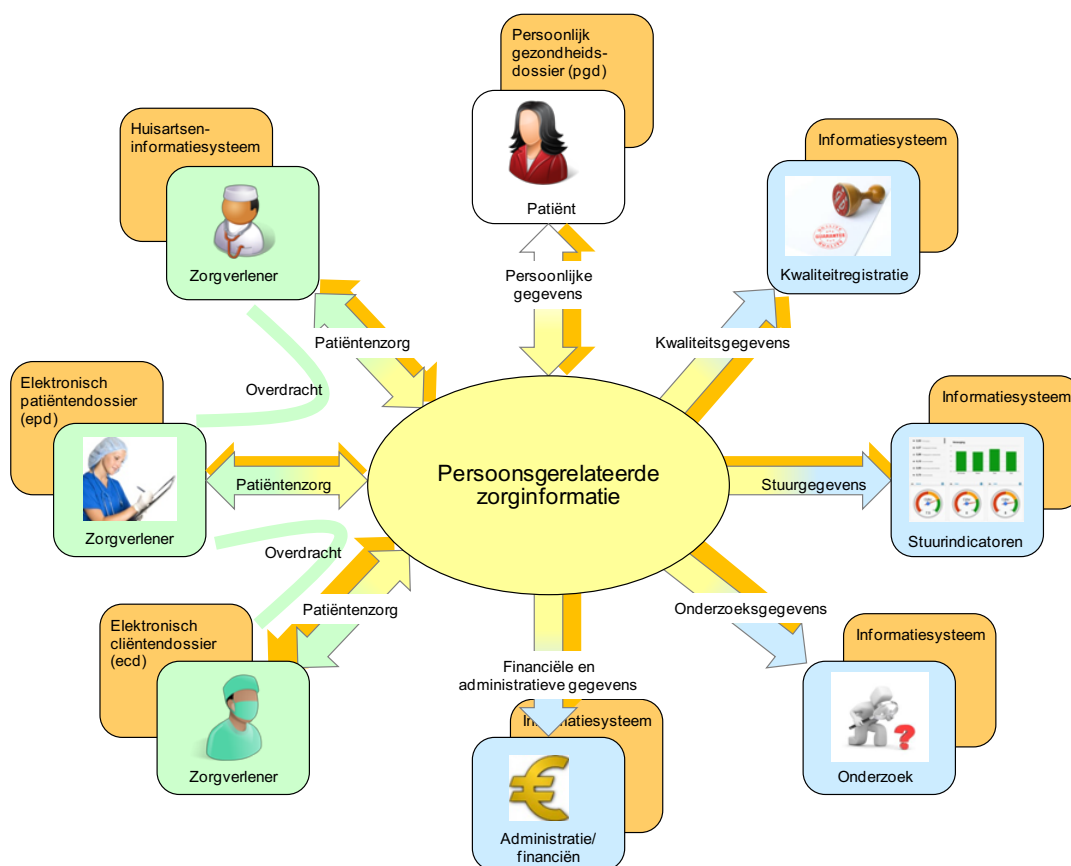 Persoonlijk
gezondheids-
dossier (pgd)
Patiënt
Huisartsen-
informatiesysteem
Zorgverlener
Informatiesysteem
GUARANTEE
Kwaliteitregistratie
Persoonlijke
gegevens
Patiëntenzorg
Kwaliteitsgegevens
Overdracht
Elektronisch
patiëntendossier
(epd)
Zorgverlener
Patiëntenzorg
Persoonsgerelateerde
zorginformatie
Stuurgegevens
Informatiesysteem
Stuurindicatoren
Overdracht
Patiëntenzorg
Onderzoeksgegevens
Elektronisch
cliëntendossier
(ecd)
Zorgverlener
Financiële en
administratieve gegevens
Informatiesysteem
Administratie/
financiën
Informatiesysteem
Onderzoek